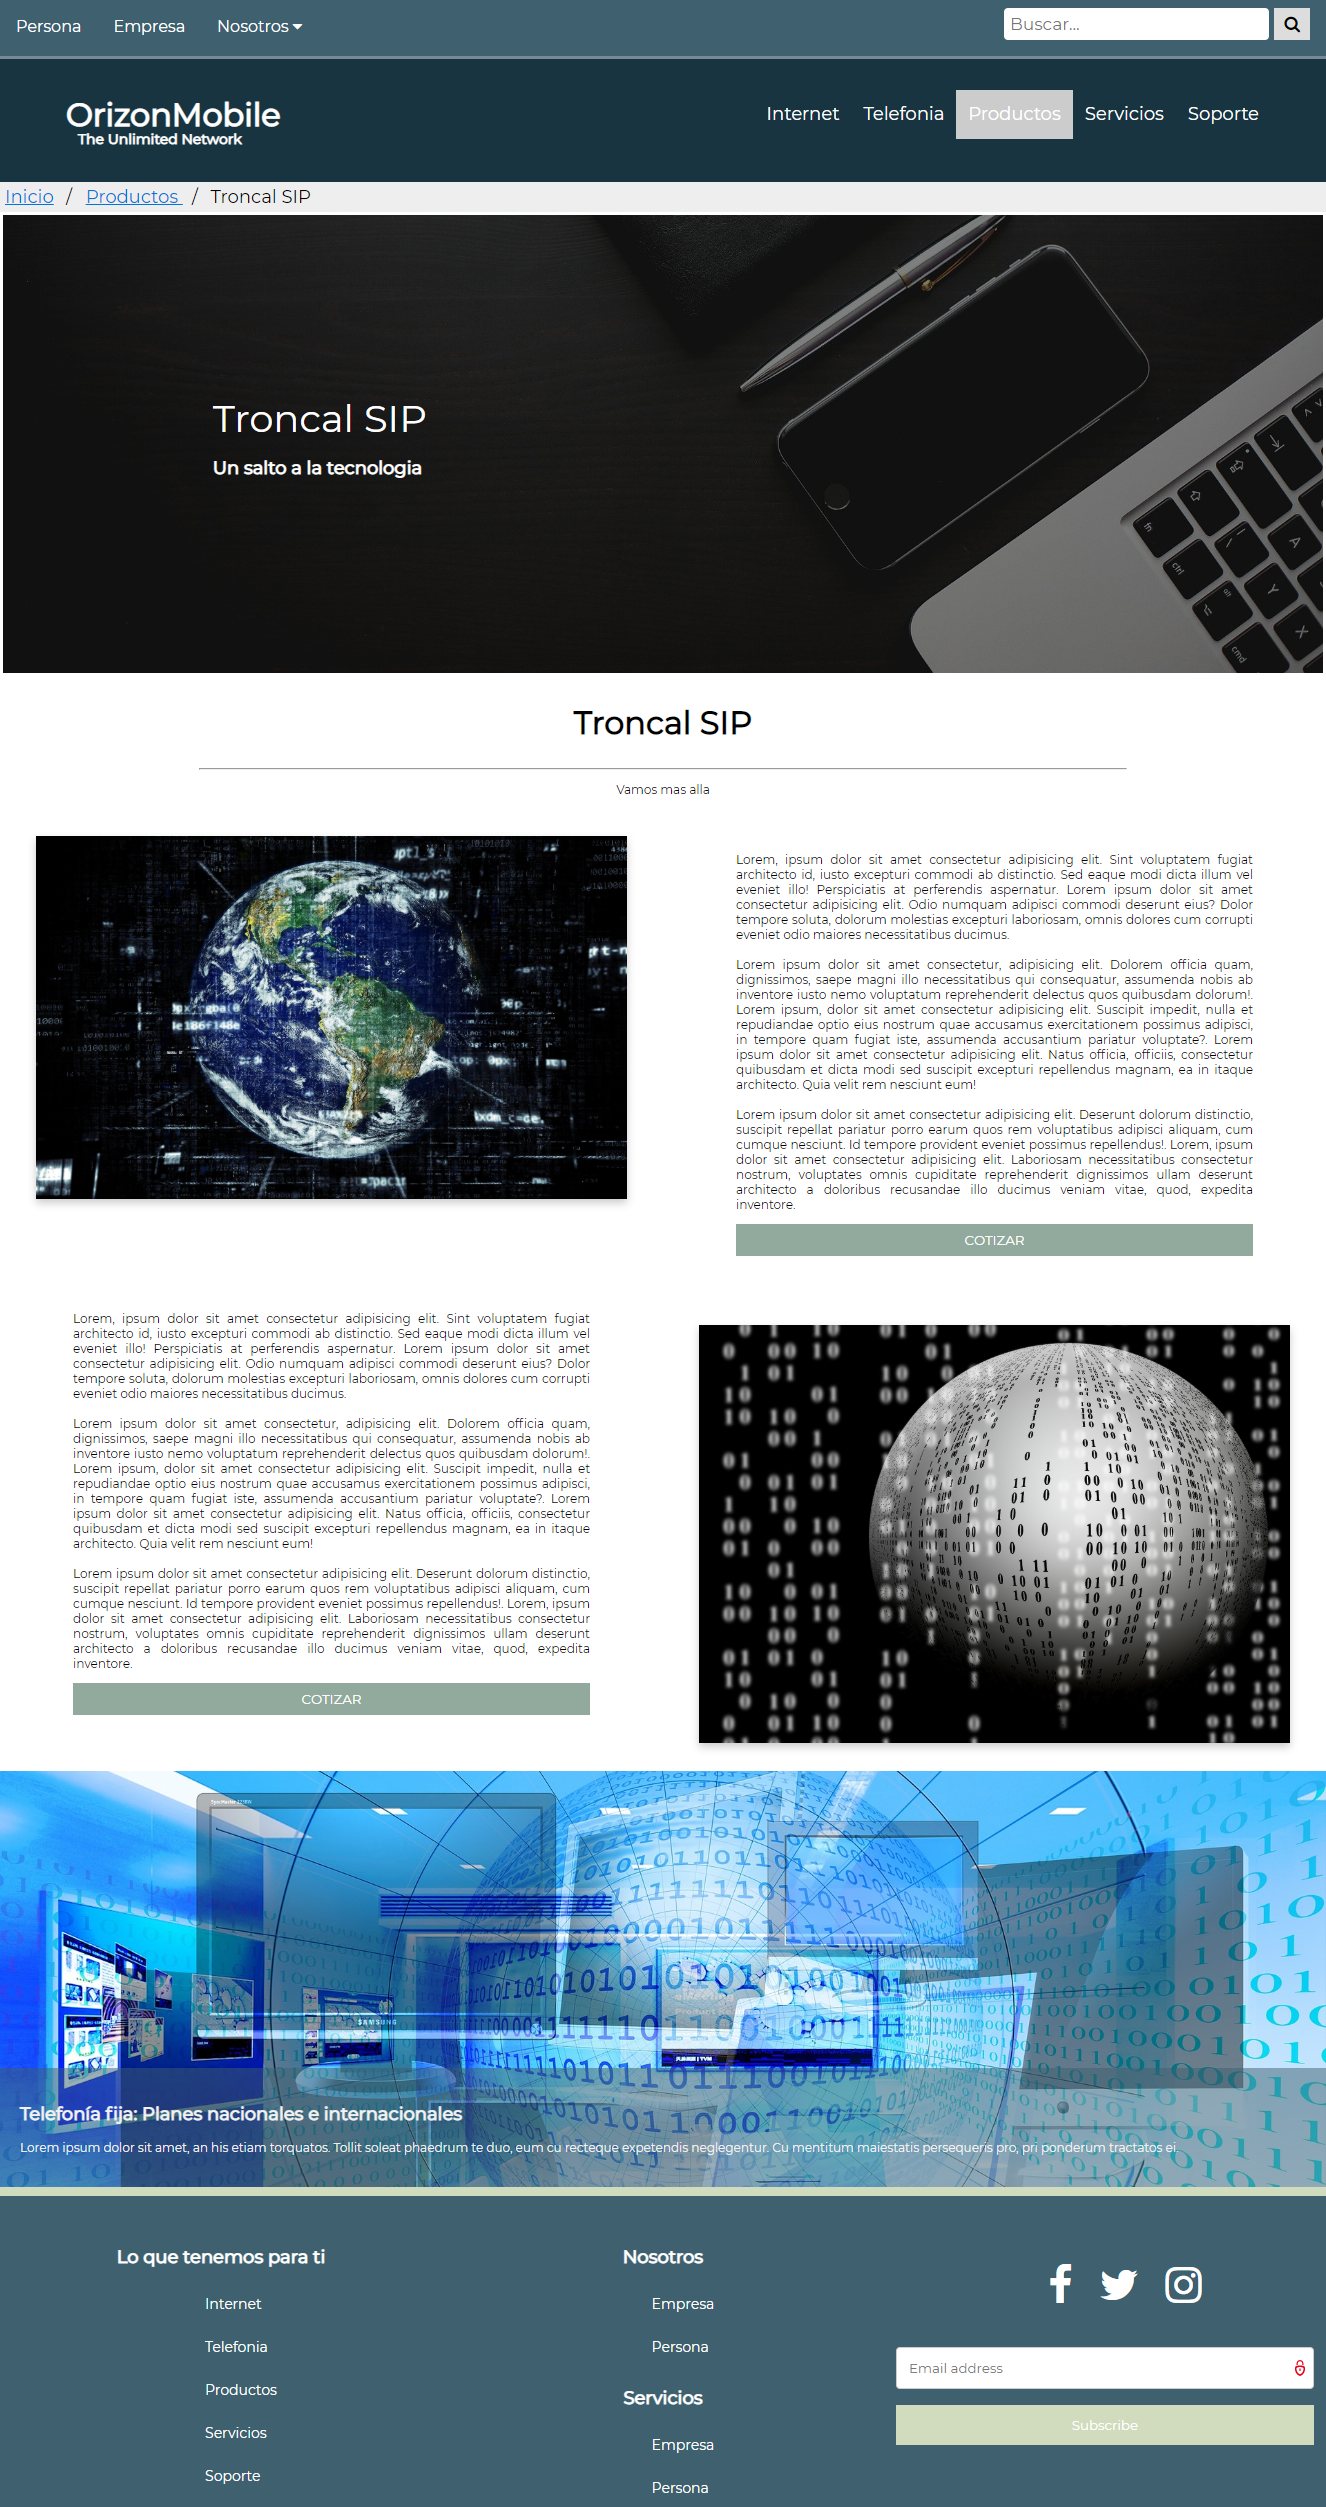 Persona Empresa Nosotros
Buscar...
OrizonMobile
The Unlimited Network
Internet Telefonia Productos Servicios Soporte
Inicio / Productos / Troncal SIP
Troncal SIP
Un salto a la tecnologia
Troncal SIP
Vamos mas alla
Lorem, ipsum dolor sit amet consectetur adipisicing elit. Sint voluptatem fugiat
architecto id, iusto excepturi commodi ab distinctio. Sed eaque modi dicta illum vel
eveniet illo! Perspiciatis at perferendis aspernatur. Lorem ipsum dolor sit amet
consectetur adipisicing elit. Odio numquam adipisci commodi deserunt eius? Dolor
tempore soluta, dolorum molestias excepturi laboriosam, omnis dolores cum corrupti
eveniet odio maiores necessitatibus ducimus.
Lorem ipsum dolor sit amet consectetur, adipisicing elit. Dolorem officia quam,
dignissimos, saepe magni illo necessitatibus qui consequatur, assumenda nobis ab
inventore iusto nemo voluptatum reprehenderit delectus quos quibusdam dolorum!.
Lorem ipsum, dolor sit amet consectetur adipisicing elit. Suscipit impedit, nulla et
repudiandae optio eius nostrum quae accusamus exercitationem possimus adipisci,
in tempore quam fugiat iste, assumenda accusantium pariatur voluptate?. Lorem
ipsum dolor sit amet consectetur adipisicing elit. Natus officia, officiis, consectetur
quibusdam et dicta modi sed suscipit excepturi repellendus magnam, ea in itaque
architecto. Quia velit rem nesciunt eum!
Lorem ipsum dolor sit amet consectetur adipisicing elit. Deserunt dolorum distinctio,
suscipit repellat pariatur porro earum quos rem voluptatibus adipisci aliquam, cum
cumque nesciunt. Id tempore provident eveniet possimus repellendus!. Lorem, ipsum
dolor sit amet consectetur adipisicing elit. Laboriosam necessitatibus consectetur
nostrum, voluptates omnis cupiditate reprehenderit dignissimos ullam deserunt
architecto a doloribus recusandae illo ducimus veniam vitae, quod, expedita
inventore.
COTIZAR
Lorem, ipsum dolor sit amet consectetur adipisicing elit. Sint voluptatem fugiat
architecto id, iusto excepturi commodi ab distinctio. Sed eaque modi dicta illum vel
eveniet illo! Perspiciatis at perferendis aspernatur. Lorem ipsum dolor sit amet
consectetur adipisicing elit. Odio numquam adipisci commodi deserunt eius? Dolor
tempore soluta, dolorum molestias excepturi laboriosam, omnis dolores cum corrupti
eveniet odio maiores necessitatibus ducimus.
Lorem ipsum dolor sit amet consectetur, adipisicing elit. Dolorem officia quam,
dignissimos, saepe magni illo necessitatibus qui consequatur, assumenda nobis ab
inventore iusto nemo voluptatum reprehenderit delectus quos quibusdam dolorum!.
Lorem ipsum, dolor sit amet consectetur adipisicing elit. Suscipit impedit, nulla et
repudiandae optio eius nostrum quae accusamus exercitationem possimus adipisci,
in tempore quam fugiat iste, assumenda accusantium pariatur voluptate?. Lorem
ipsum dolor sit amet consectetur adipisicing elit. Natus officia, officiis, consectetur
quibusdam et dicta modi sed suscipit excepturi repellendus magnam, ea in itaque
architecto. Quia velit rem nesciunt eum!
Lorem ipsum dolor sit amet consectetur adipisicing elit. Deserunt dolorum distinctio,
suscipit repellat pariatur porro earum quos rem voluptatibus adipisci aliquam, cum
cumque nesciunt. Id tempore provident eveniet possimus repellendus!. Lorem, ipsum
dolor sit amet consectetur adipisicing elit. Laboriosam necessitatibus consectetur
nostrum, voluptates omnis cupiditate reprehenderit dignissimos ullam deserunt
architecto a doloribus recusandae illo ducimus veniam vitae, quod, expedita
inventore.
COTIZAR
SAMSUNG
Telefonía fija: Planes nacionales e internacionales
Lorem ipsum dolor sit amet, an his etiam torquatos. Tollit soleat phaedrum te duo, eum cu recteque expetendis neglegentur. Cu mentitum maiestatis persequeris pro, pri ponderum tractatos ei.
Lo que tenemos para ti
Internet
Telefonia
Productos
Servicios
Soporte
Nosotros
Empresa
Persona
Servicios
Empresa
Persona
Email address
Subscribe